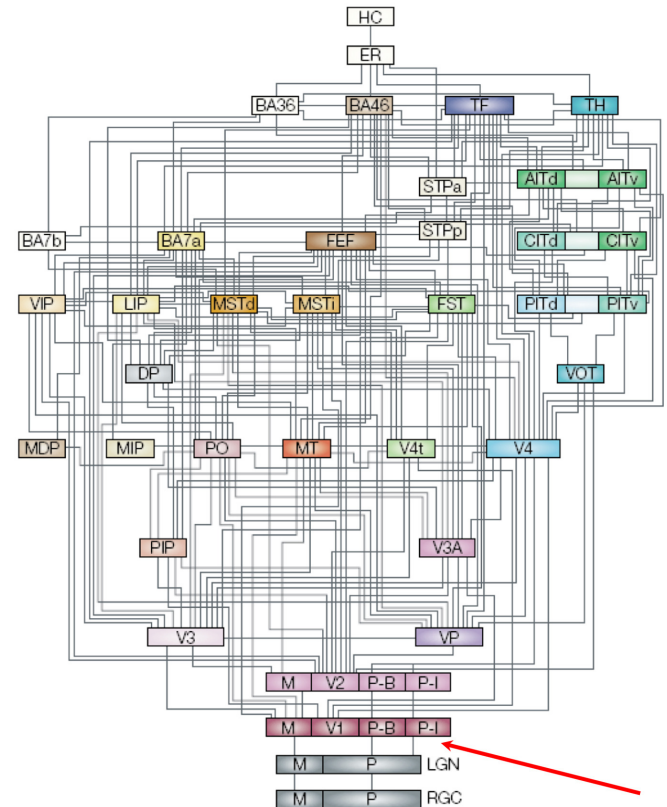 HC
ER
BA36 BA46 TF TH
AITd AITv
STPa
STPp
BA7b BA7a FEF CITd CITv
VIP LIP MSTd MSTi FST PITd PITv
DP VOT
MDP MIP PO MT V4t V4
PIP V3A
V3 VP
M V2 P-B P-I
M V1 P-B P-I
M P LGN
M P RGC